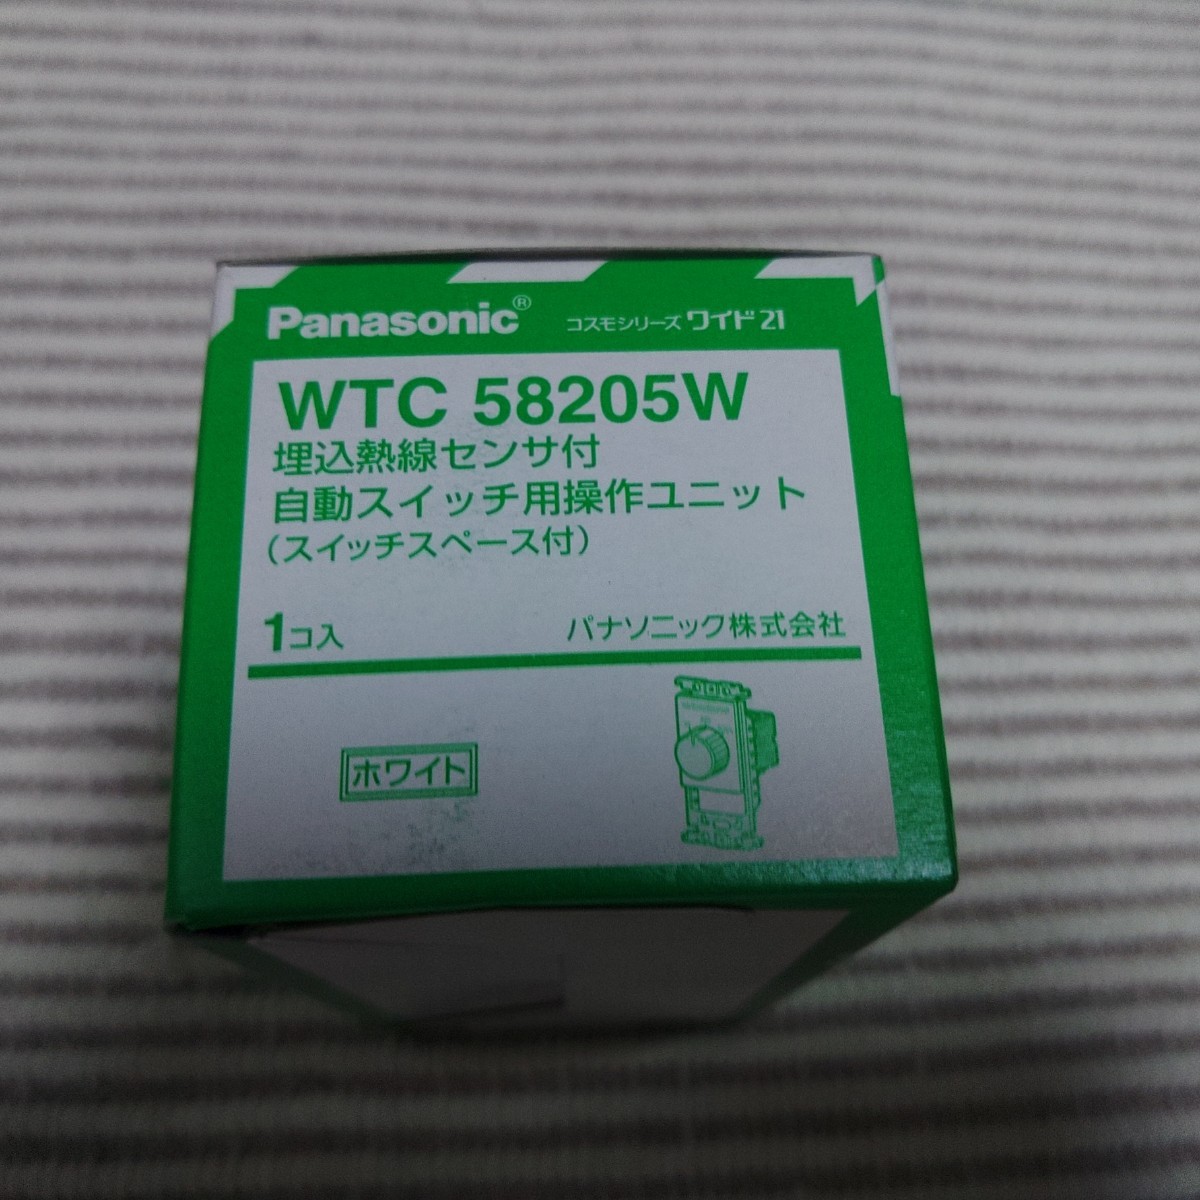 Panasonic® コスモシリーズ ワイド21
WTC 58205W
埋込熱線センサ付
自動スイッチ用操作ユニット
(スイッチスペース付)
1コ入 パナソニック株式会社
ホワイト